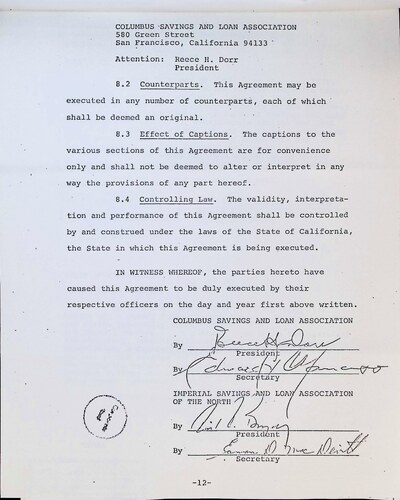 COLUMBUS SAVINGS AND LOAN ASSOCIATION
580 Green Street
San Francisco, California 94133
Attention: Reece H. Dorr
President
8.2 Counterparts. This Agreement may be
executed in any number of counterparts, each of which
shall be deemed an original.
8.3 Effect of Captions. The captions to the
various sections of this Agreement are for convenience
only and shall not be deemed to alter or interpret in any
way the provisions of any part hereof.
8.4 Controlling Law. The validity, interpreta-
tion and performance of this Agreement shall be controlled
by and construed under the laws of the State of California,
the State in which this Agreement is being executed.
IN WITNESS WHEREOF, the parties hereto have
caused this Agreement to be duly executed by their
respective officers on the day and year first above written.
COLUMBUS SAVINGS AND LOAN ASSOCIATION
By Reece H. Dorr
President
By Edward
Secretary
IMPERIAL SAVINGS AND LOAN ASSOCIATION
OF THE NORTH
By
President
By D. McDevitt
Secretary
-12-